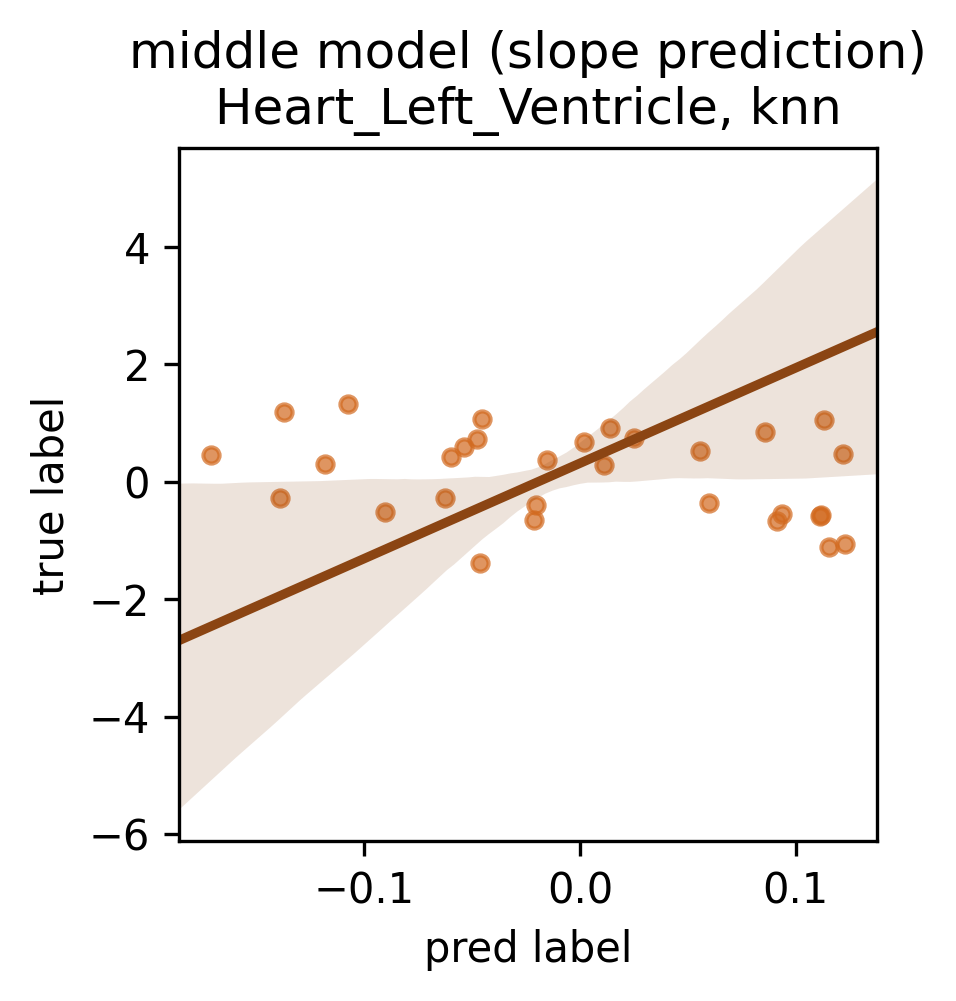 middle model (slope prediction)
Heart_Left_Ventricle, knn
4
2
0
−2
−4
−6
true label
−0.1
0.0
0.1
pred label